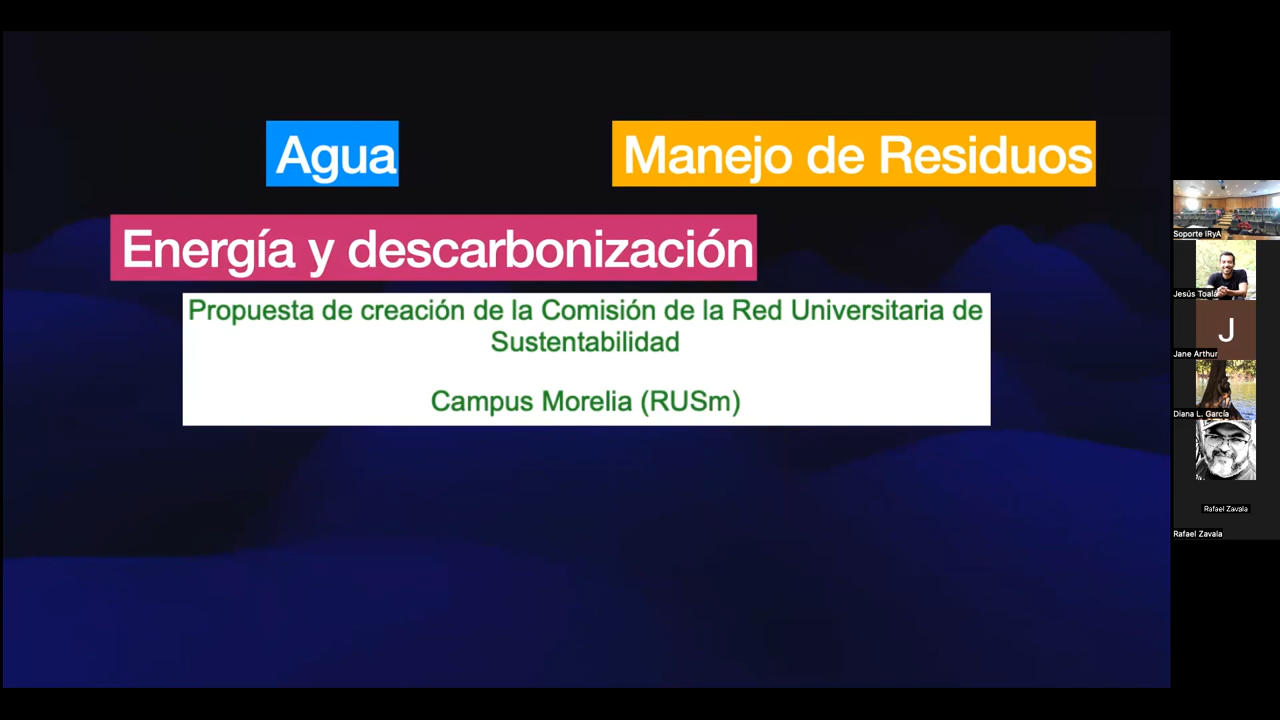 Agua
Manejo de Residuos
Energía y descarbonización
Propuesta de creación de la Comisión de la Red Universitaria de
Sustentabilidad
Campus Morelia (RUSm)
Soporte IRyA
Jesús Toalá
J
Jane Arthur
Diana L. García
Rafael Zavala
Rafael Zavala